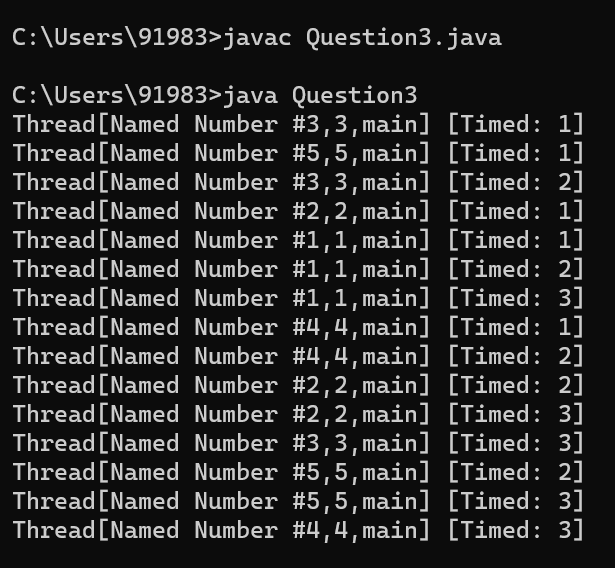 C:\Users\91983>javac Question3.java
C:\Users\91983>java Question3
Thread[Named Number #3,3,main] [Timed: 1]
Thread[Named Number #5,5,main] [Timed: 1]
Thread[Named Number #3,3,main] [Timed: 2]
Thread[Named Number #2,2,main] [Timed: 1]
Thread[Named Number #1,1,main] [Timed: 1]
Thread[Named Number #1,1,main] [Timed: 2]
Thread[Named Number #1,1,main] [Timed: 3]
Thread[Named Number #4,4,main] [Timed: 1]
Thread[Named Number #4,4,main] [Timed: 2]
Thread[Named Number #2,2,main] [Timed: 2]
Thread[Named Number #2,2,main] [Timed: 3]
Thread[Named Number #3,3,main] [Timed: 3]
Thread[Named Number #5,5,main] [Timed: 2]
Thread[Named Number #5,5,main] [Timed: 3]
Thread[Named Number #4,4,main] [Timed: 3]